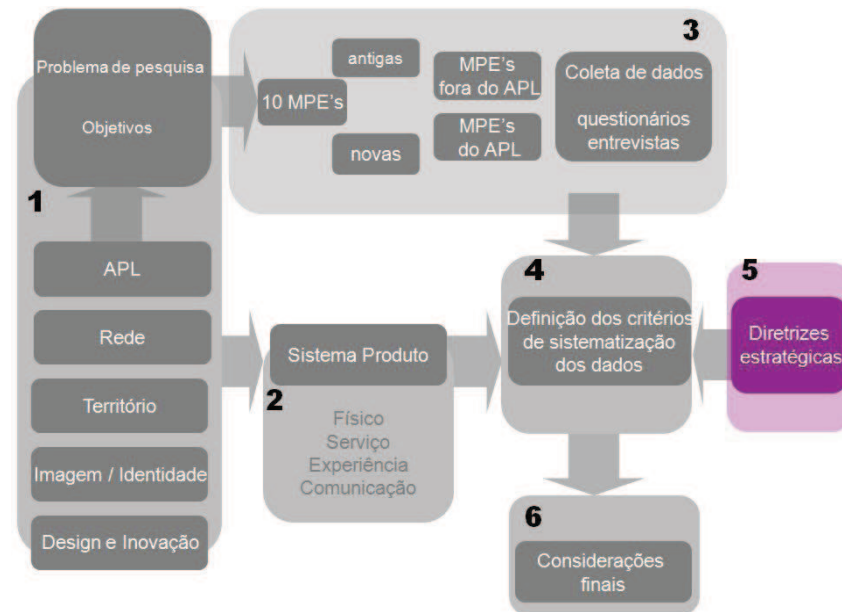 1
Problema de pesquisa
Objetivos
APL
Rede
Território
Imagem / Identidade
Design e Inovação
2
Sistema Produto
Físico
Serviço
Experiência
Comunicação
3
10 MPE's
antigas
novas
MPE's
fora do APL
MPE's
do APL
Coleta de dados
questionários
entrevistas
4
Definição dos critérios
de sistematização
dos dados
5
Diretrizes
estratégicas
6
Considerações
finais